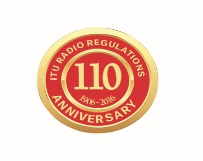 ITU RADIO REGULATIONS
110
1906-2016
ANNIVERSARY